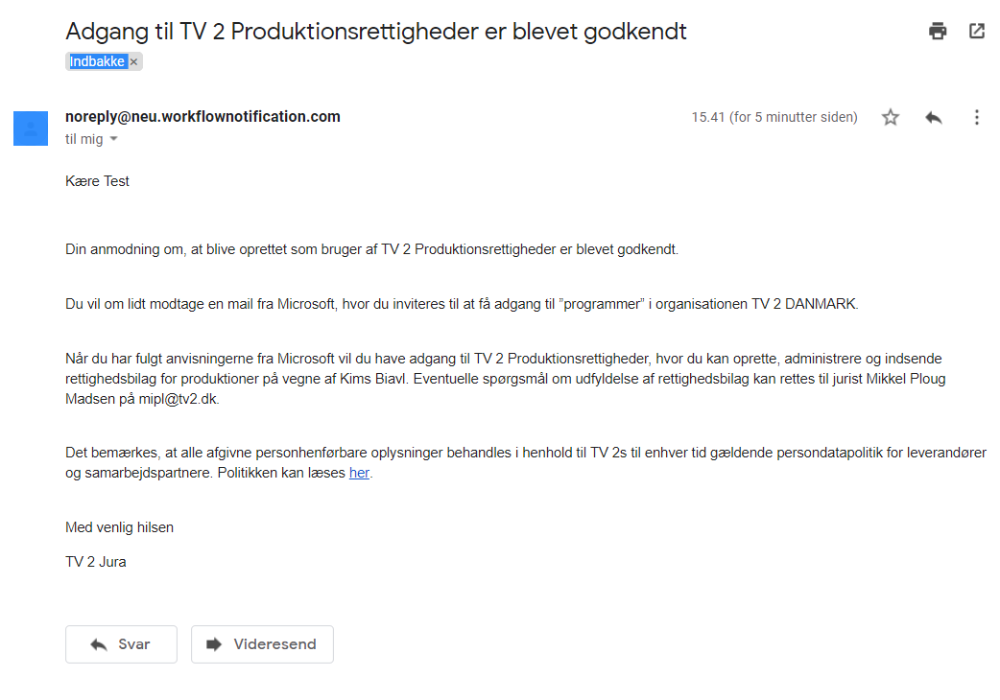 Adgang til TV 2 Produktionsrettigheder er blevet godkendt
Indbakke ×
noreply@neu.workflownotification.com
15.41 (for 5 minutter siden)
til mig
Kære Test
Din anmodning om, at blive oprettet som bruger af TV 2 Produktionsrettigheder er blevet godkendt.
Du vil om lidt modtage en mail fra Microsoft, hvor du inviteres til at få adgang til ”programmer” i organisationen TV 2 DANMARK.
Når du har fulgt anvisningerne fra Microsoft vil du have adgang til TV 2 Produktionsrettigheder, hvor du kan oprette, administrere og indsende
rettighedsbilag for produktioner på vegne af Kims Biavl. Eventuelle spørgsmål om udfyldelse af rettighedsbilag kan rettes til jurist Mikkel Ploug
Madsen på mipl@tv2.dk.
Det bemærkes, at alle afgivne personhenførbare oplysninger behandles i henhold til TV 2s til enhver tid gældende persondatapolitik for leverandører
og samarbejdspartnere. Politikken kan læses her.
Med venlig hilsen
TV 2 Jura
Svar
Videresend